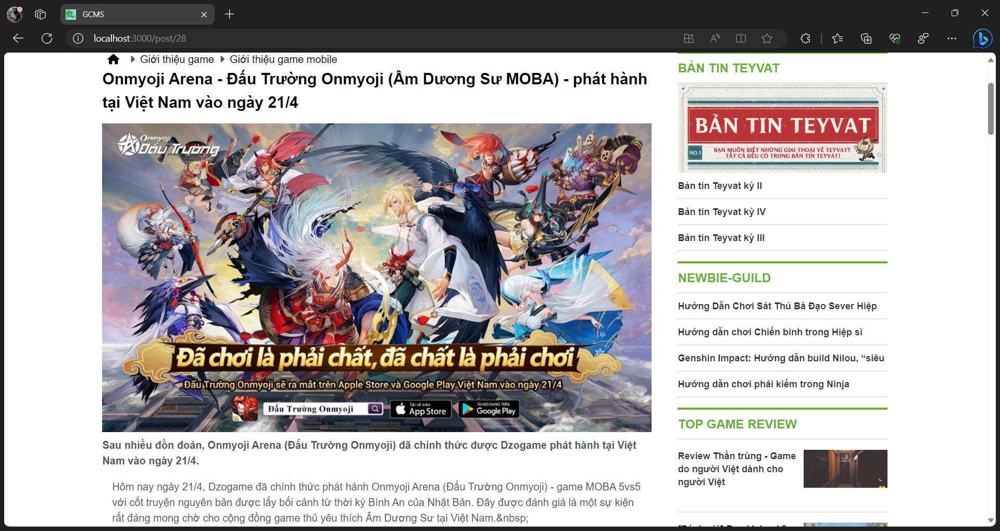 GCMS
localhost:3000/post/28
Giới thiệu game
Giới thiệu game mobile
Onmyoji Arena - Đấu Trường Onmyoji (Âm Dương Sư MOBA) - phát hành
tại Việt Nam vào ngày 21/4
Onmyoji
Đấu Trường
Đã chơi là phải chất, đã chất là phải chơi
Đấu Trường Onmyoji sẽ ra mắt trên Apple Store và Google Play Việt Nam vào ngày 21/4
Đấu Trường Onmyoji
Tải về trên
App Store
TẢI NỘI DUNG TRÊN
Google Play
Sau nhiều đồn đoán, Onmyoji Arena (Đấu Trường Onmyoji) đã chính thức được Dzogame phát hành tại Việt
Nam vào ngày 21/4.
Hôm nay ngày 21/4, Dzogame đã chính thức phát hành Onmyoji Arena (Đấu Trường Onmyoji) - game MOBA 5vs5
với cốt truyện nguyên bản được lấy bối cảnh từ thời kỳ Bình An của Nhật Bản. Đây được đánh giá là một sự kiện
rất đáng mong chờ cho cộng đồng game thủ yêu thích Âm Dương Sư tại Việt Nam.&nbsp;
BẢN TIN TEYVAT
BẢN TIN TEYVAT
NO.1
BẠN MUỐN BIẾT NHỮNG GIAI THOẠI VỀ TEYVAT?
TẤT CẢ ĐỀU CÓ TRONG BẢN TIN TEYVAT!
Bản tin Teyvat kỳ II
Bản tin Teyvat kỳ IV
Bản tin Teyvat kỳ III
NEWBIE-GUILD
Hướng Dẫn Chơi Sát Thủ Bá Đạo Sever Hiệp
Hướng dẫn chơi Chiến binh trong Hiệp sĩ
Genshin Impact: Hướng dẫn build Nilou, “siêu
Hướng dẫn chơi phái kiếm trong Ninja
TOP GAME REVIEW
Review Thần trùng - Game
do người Việt dành cho
người Việt